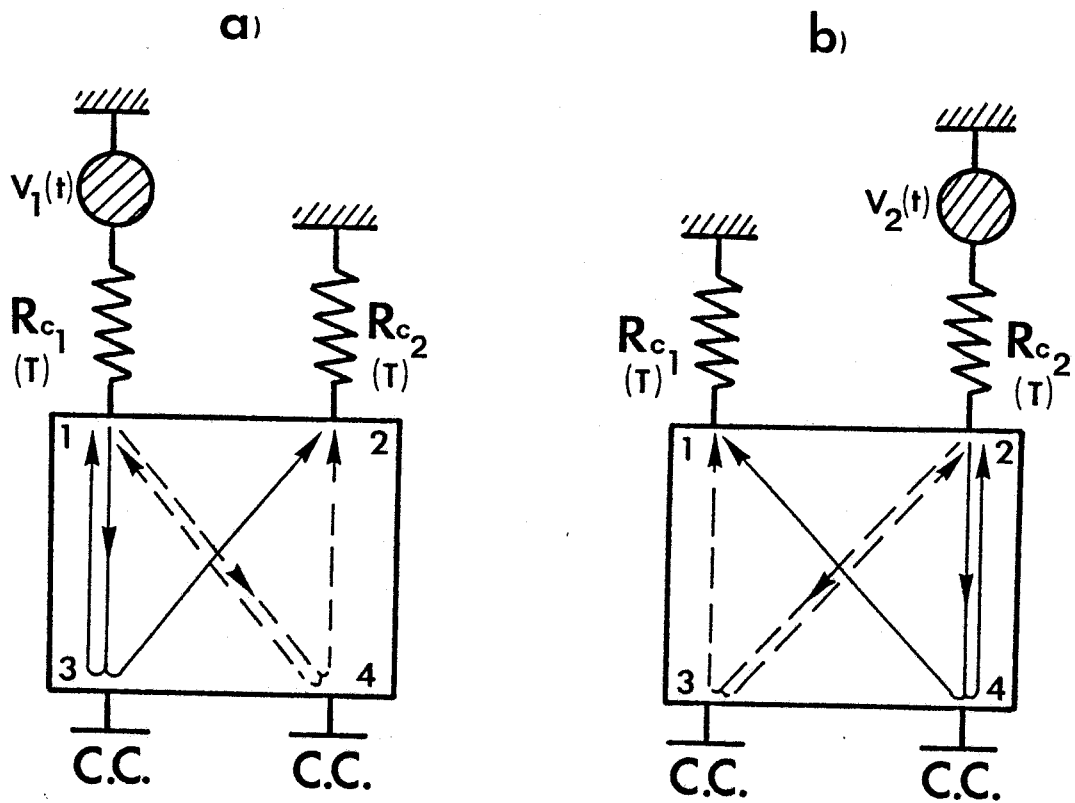 a)
b)
V1(t)
Rc1
(T)
Rc2
(T)
1
2
3
4
C.C.
C.C.
V2(t)
Rc1
(T)
Rc2
(T)
1
2
3
4
C.C.
C.C.